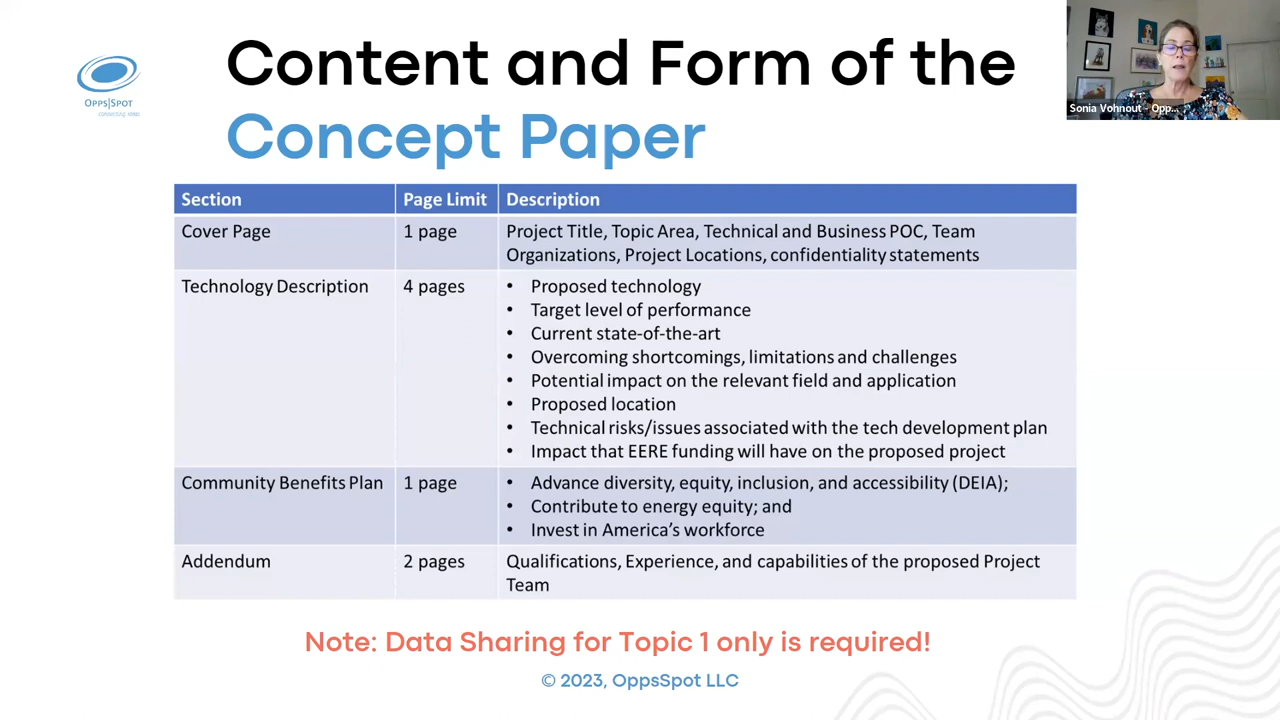 Content and Form of the
Concept Paper
OPPS|SPOT
Sonia Vohnout - Opp...
Section Page Limit Description
Cover Page 1 page Project Title, Topic Area, Technical and Business POC, Team
Organizations, Project Locations, confidentiality statements
Technology Description 4 pages • Proposed technology
• Target level of performance
• Current state-of-the-art
• Overcoming shortcomings, limitations and challenges
• Potential impact on the relevant field and application
• Proposed location
• Technical risks/issues associated with the tech development plan
• Impact that EERE funding will have on the proposed project
Community Benefits Plan 1 page • Advance diversity, equity, inclusion, and accessibility (DEIA);
• Contribute to energy equity; and
• Invest in America's workforce
Addendum 2 pages Qualifications, Experience, and capabilities of the proposed Project
Team
Note: Data Sharing for Topic 1 only is required!
© 2023, OppsSpot LLC